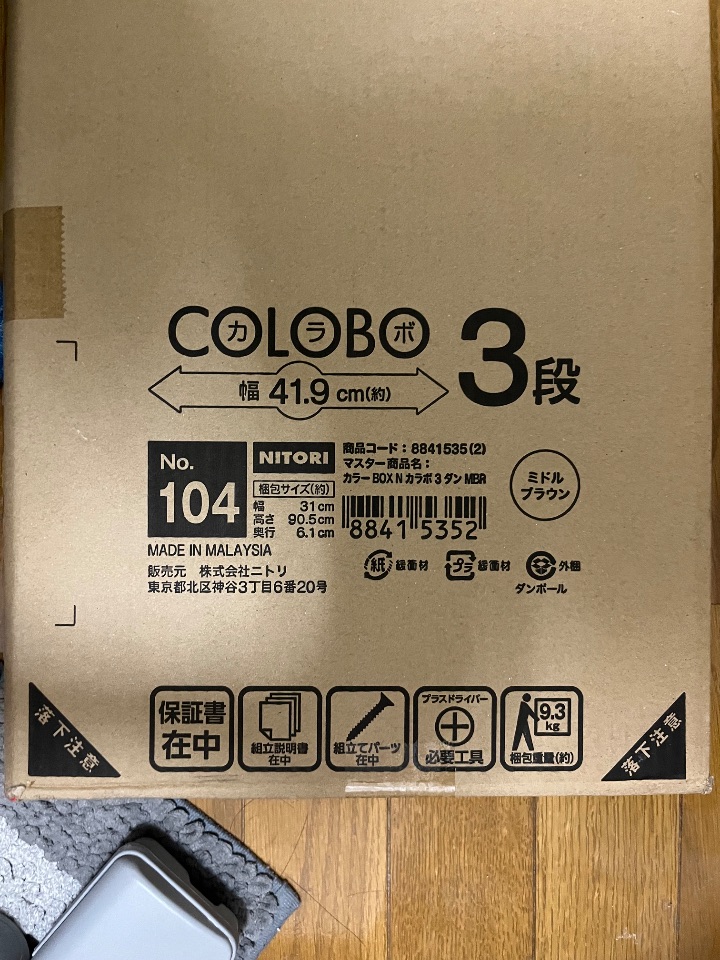 COLOBO
カラボ
幅 41.9 cm(約)
3段
No.
104
NITORI
梱包サイズ(約)
幅 31cm
高さ 90.5cm
奥行 6.1cm
商品コード：8841535(2)
マスター商品名：
カラーBOX N カラボ 3 ダン MBR
8841 5352
ミドル
ブラウン
MADE IN MALAYSIA
販売元 株式会社ニトリ
東京都北区神谷3丁目6番20号
紙 緩衝材
プラ 緩衝材
外梱
ダンボール
落下注意
保証書
在中
組立説明書
在中
組立てパーツ
在中
プラスドライバー
必要工具
9.3
kg
梱包重量(約)
落下注意